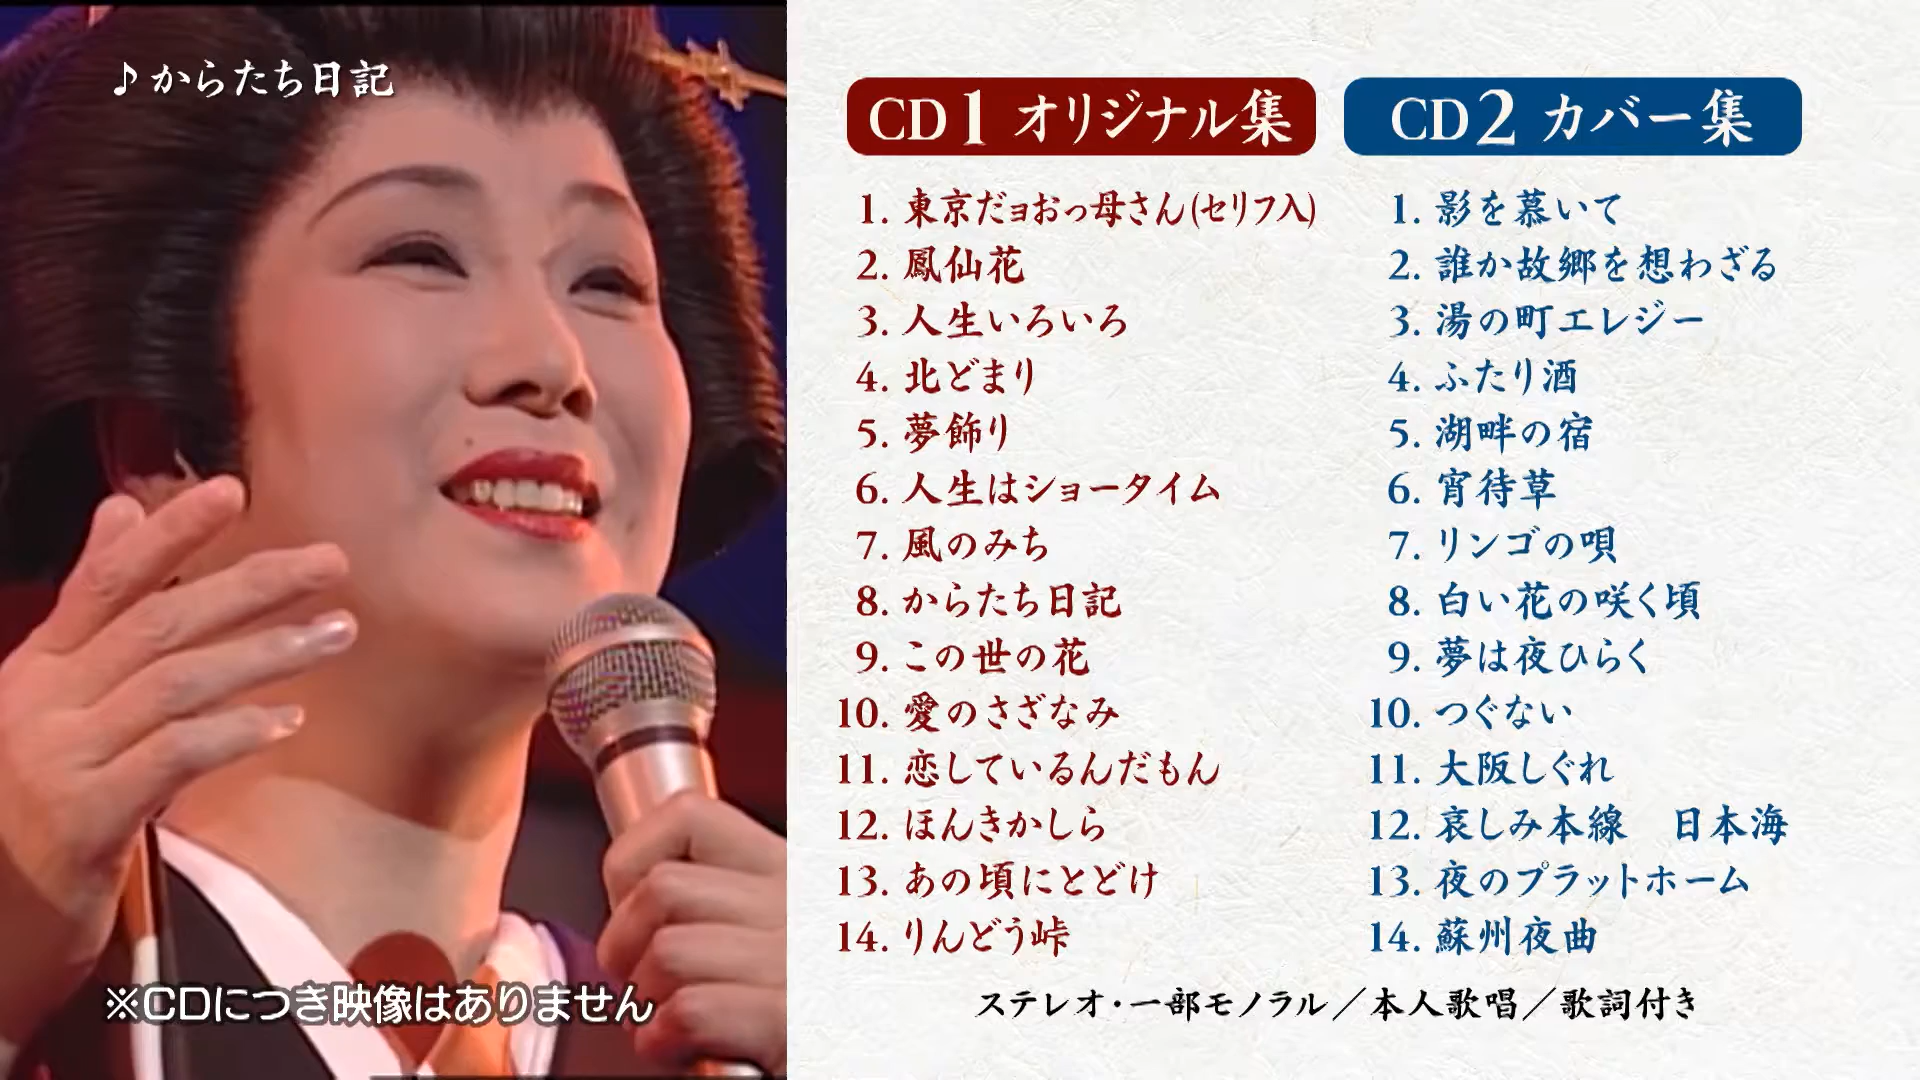 ♪からたち日記
※CDにつき映像はありません
CD1 オリジナル集
1. 東京だョおっ母さん(セリフ入)
2. 鳳仙花
3. 人生いろいろ
4. 北どまり
5. 夢飾り
6. 人生はショータイム
7. 風のみち
8. からたち日記
9. この世の花
10. 愛のさざなみ
11. 恋しているんだもん
12. ほんきかしら
13. あの頃にとどけ
14. りんどう峠
CD2 カバー集
1. 影を慕いて
2. 誰か故郷を想わざる
3. 湯の町エレジー
4. ふたり酒
5. 湖畔の宿
6. 宵待草
7. リンゴの唄
8. 白い花の咲く頃
9. 夢は夜ひらく
10. つぐない
11. 大阪しぐれ
12. 哀しみ本線　日本海
13. 夜のプラットホーム
14. 蘇州夜曲
ステレオ・一部モノラル／本人歌唱／歌詞付き